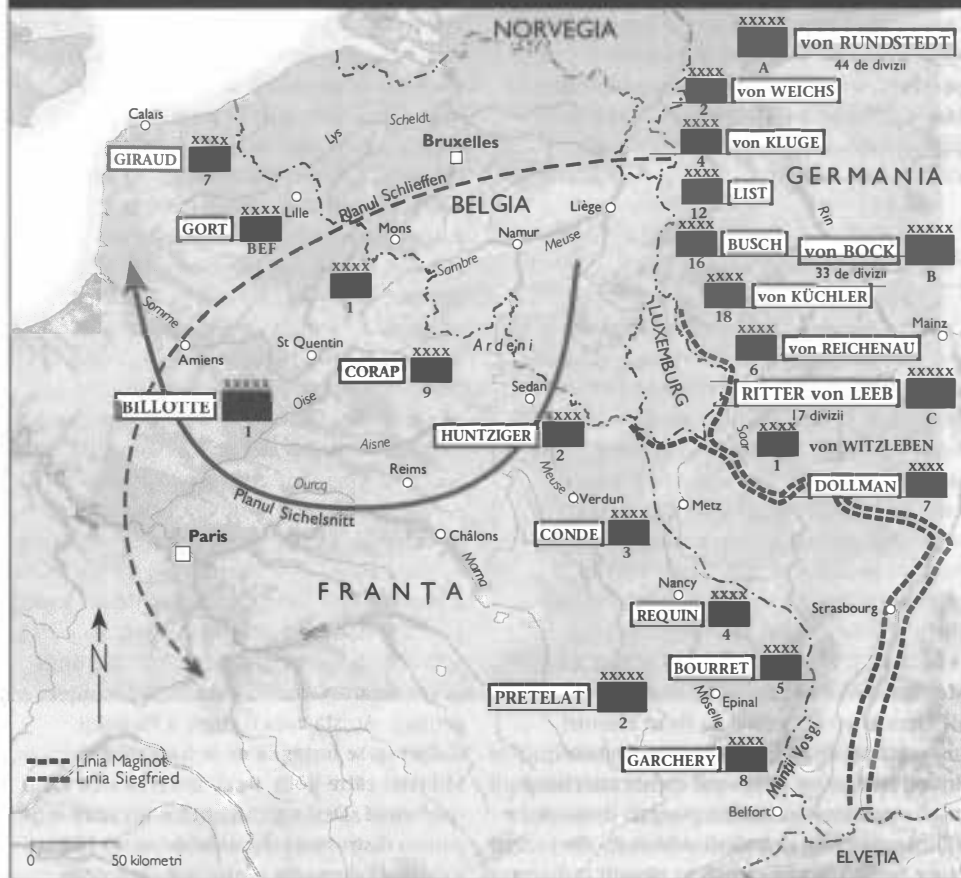 NORVEGIA
XXXXX
von RUNDSTEDT
A
44 de divizii
XXXX
von WEICHS
2
Calais
Lys
Scheldt
Bruxelles
XXXX
von KLUGE
4
GIRAUD
XXXX
7
GERMANIA
Planul Schlieffen
BELGIA
Liège
XXXX
LIST
12
Rin
Lille
GORT
XXXX
BEF
Mons
Namur
Meuse
XXXX
BUSCH
16
von BOCK
XXXXX
B
33 de divizii
Sombre
XXXX
1
XXXX
von KÜCHLER
18
Somme
Amiens
St Quentin
Ardeni
LUXEMBURG
Mainz
XXXX
von REICHENAU
6
CORAP
XXXX
9
Sedan
RITTER von LEEB
XXXXX
C
17 divizii
BILLOTTE
1
Oise
Aisne
HUNTZIGER
XXXX
2
Saar
XXXX
von WITZLEBEN
1
Reims
Ourcq
Meuse
Verdun
Metz
DOLLMAN
XXXX
7
Planul Sichelsnitt
Paris
Châlons
Marna
CONDE
XXXX
3
FRANȚA
Nancy
REQUIN
XXXX
4
Strasbourg
N
BOURRET
XXXX
5
PRETELAT
XXXXX
2
Epinal
Moselle
Munții Vosgi
GARCHERY
XXXX
8
Linia Maginot
Linia Siegfried
Belfort
0 50 kilometri
ELVEȚIA